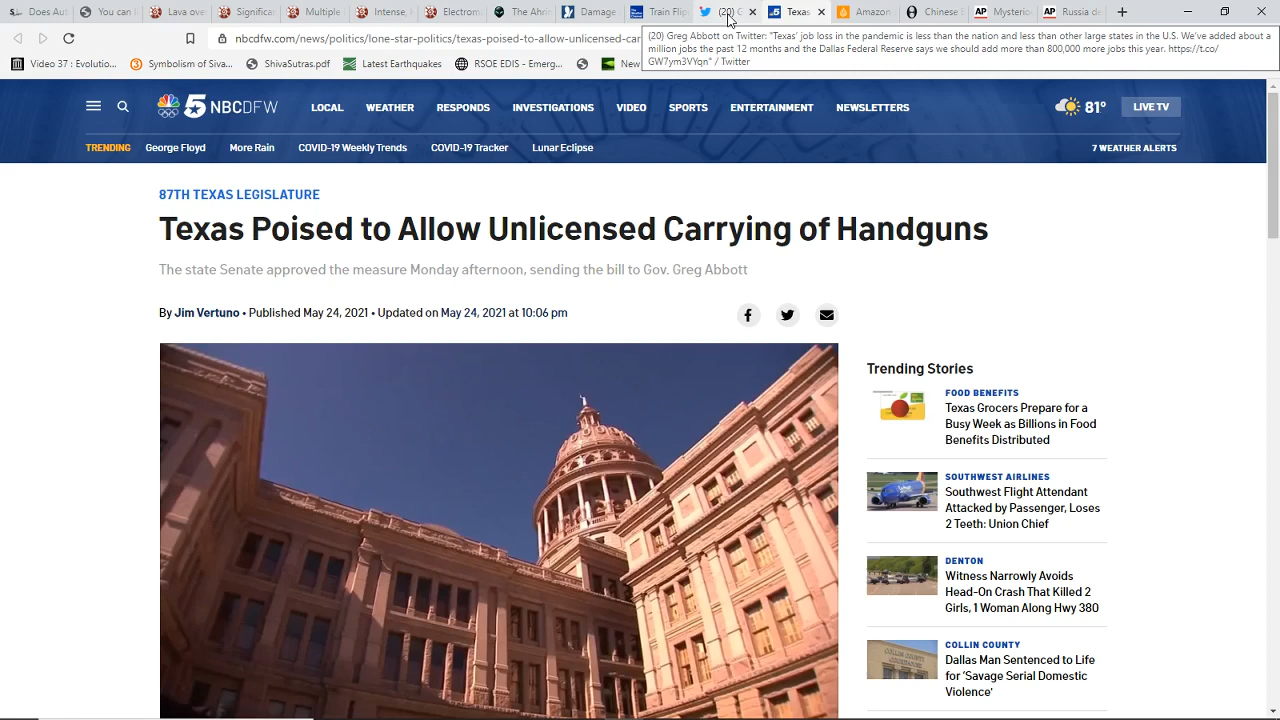 Does Aut
You can
Lava ove
Significa
Multiple
Intense,
Electrom
The Ahri
Damage
Train Flip
(20) G
Texas
Amazon
Chinese
AP Mysterio
AP Russia de
nbcdfw.com/news/politics/lone-star-politics/texas-poised-to-allow-unlicensed-car
(20) Greg Abbott on Twitter: "Texas' job loss in the pandemic is less than the nation and less than other large states in the U.S. We've added about a
million jobs the past 12 months and the Dallas Federal Reserve says we should add more than 800,000 more jobs this year. https://t.co/
GW7ym3VYqn" / Twitter
Video 37 : Evolutio...
Symbolism of Siva...
ShivaSutras.pdf
Latest Earthquakes
RSOE EDIS - Emerg...
New
5 NBCDFW
LOCAL WEATHER RESPONDS INVESTIGATIONS VIDEO SPORTS ENTERTAINMENT NEWSLETTERS
81° LIVE TV
TRENDING George Floyd More Rain COVID-19 Weekly Trends COVID-19 Tracker Lunar Eclipse
7 WEATHER ALERTS
87TH TEXAS LEGISLATURE
Texas Poised to Allow Unlicensed Carrying of Handguns
The state Senate approved the measure Monday afternoon, sending the bill to Gov. Greg Abbott
By Jim Vertuno • Published May 24, 2021 • Updated on May 24, 2021 at 10:06 pm
Trending Stories
FOOD BENEFITS
Texas Grocers Prepare for a
Busy Week as Billions in Food
Benefits Distributed
SOUTHWEST AIRLINES
Southwest Flight Attendant
Attacked by Passenger, Loses
2 Teeth: Union Chief
DENTON
Witness Narrowly Avoids
Head-On Crash That Killed 2
Girls, 1 Woman Along Hwy 380
COLLIN COUNTY
Dallas Man Sentenced to Life
for 'Savage Serial Domestic
Violence'